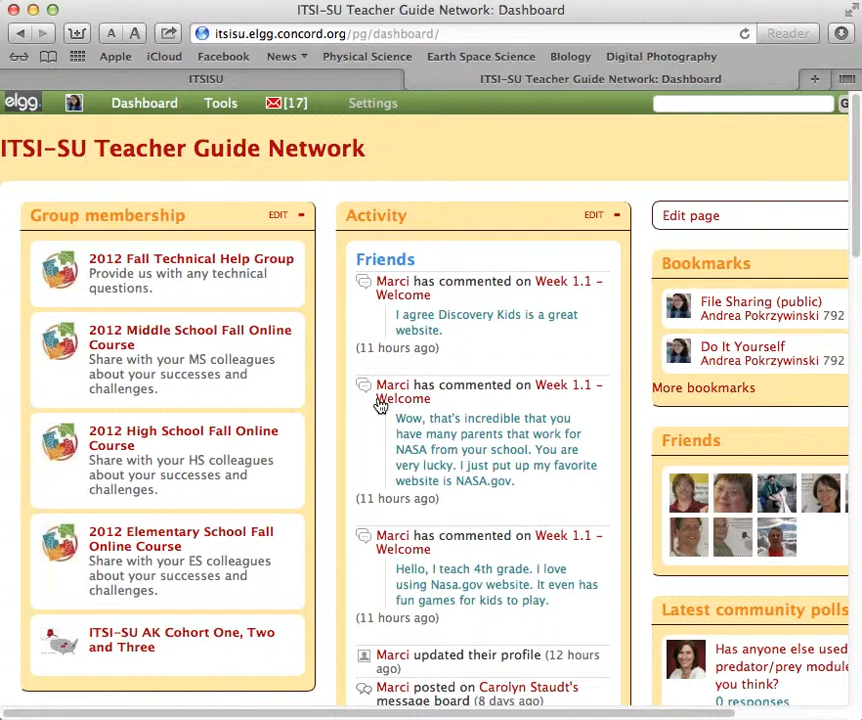 ITSI-SU Teacher Guide Network: Dashboard
A A itsisu.elgg.concord.org/pg/dashboard/ Reader
Apple iCloud Facebook News Physical Science Earth Space Science BIology Digital Photography
ITSISU ITSI-SU Teacher Guide Network: Dashboard
elgg. Dashboard Tools [17] Settings G
ITSI-SU Teacher Guide Network
Group membership EDIT -
2012 Fall Technical Help Group
Provide us with any technical
questions.
2012 Middle School Fall Online
Course
Share with your MS colleagues
about your successes and
challenges.
2012 High School Fall Online
Course
Share with your HS colleagues
about your successes and
challenges.
2012 Elementary School Fall
Online Course
Share with your ES colleagues
about your successes and
challenges.
ITSI-SU AK Cohort One, Two
and Three
Activity EDIT -
Friends
Marci has commented on Week 1.1 -
Welcome
I agree Discovery Kids is a great
website.
(11 hours ago)
Marci has commented on Week 1.1 -
Welcome
Wow, that's incredible that you
have many parents that work for
NASA from your school. You are
very lucky. I just put up my favorite
website is NASA.gov.
(11 hours ago)
Marci has commented on Week 1.1 -
Welcome
Hello, I teach 4th grade. I love
using Nasa.gov website. It even has
fun games for kids to play.
(11 hours ago)
Marci updated their profile (12 hours
ago)
Marci posted on Carolyn Staudt's
message board (8 days ago)
Edit page
Bookmarks
File Sharing (public)
Andrea Pokrzywinski 792
Do It Yourself
Andrea Pokrzywinski 792
More bookmarks
Friends
Latest community polls
Has anyone else used
predator/prey module
you think?
0 responses